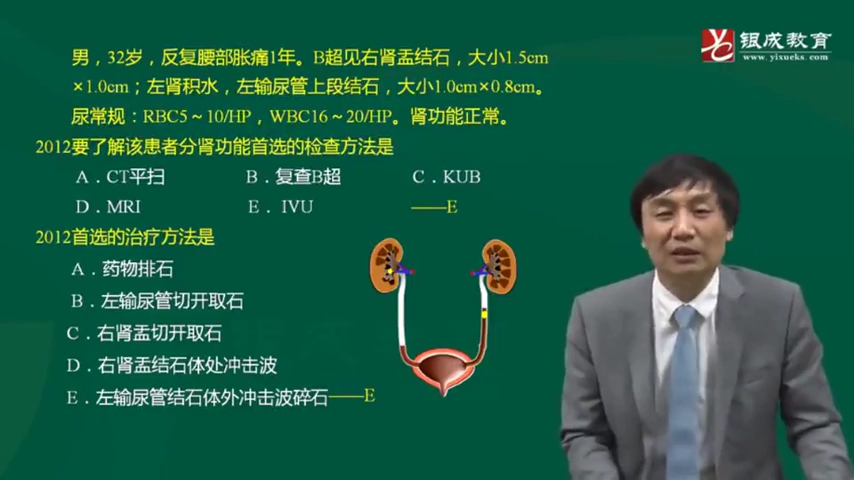 银成教育
www.yixueks.com
男，32岁，反复腰部胀痛1年。B超见右肾盂结石，大小1.5cm
×1.0cm；左肾积水，左输尿管上段结石，大小1.0cm×0.8cm。
尿常规：RBC5～10/HP，WBC16～20/HP。肾功能正常。
2012要了解该患者分肾功能首选的检查方法是
A．CT平扫 B．复查B超 C．KUB
D．MRI E．IVU ——E
2012首选的治疗方法是
A．药物排石
B．左输尿管切开取石
C．右肾盂切开取石
D．右肾盂结石体处冲击波
E．左输尿管结石体外冲击波碎石——E